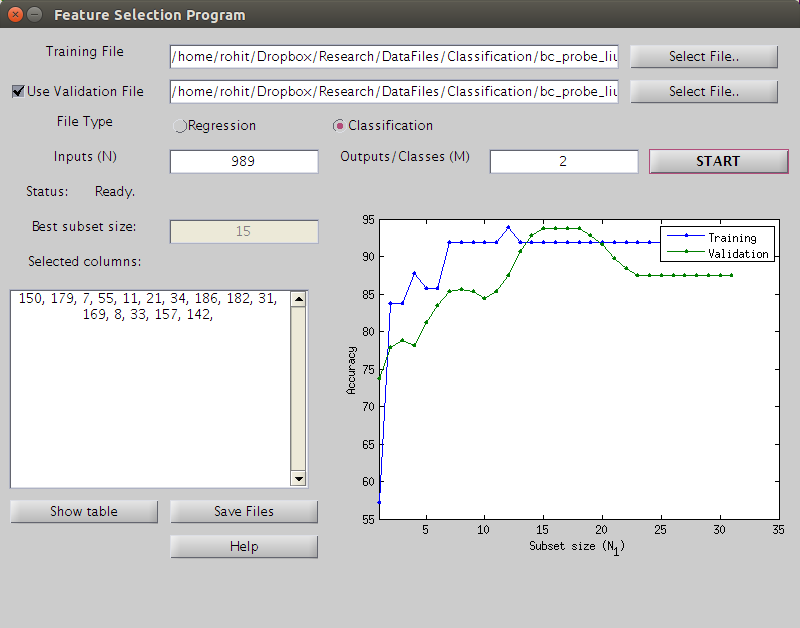 Feature Selection Program
Training File
/home/rohit/Dropbox/Research/DataFiles/Classification/bc_probe_liu
Select File..
Use Validation File
/home/rohit/Dropbox/Research/DataFiles/Classification/bc_probe_liu
Select File..
File Type
Regression
Classification
Inputs (N)
989
Outputs/Classes (M)
2
START
Status:
Ready.
Best subset size:
15
Selected columns:
150, 179, 7, 55, 11, 21, 34, 186, 182, 31,
169, 8, 33, 157, 142,
Show table
Save Files
Help
95
90
85
80
75
70
65
60
55
Accuracy
Training
Validation
5
10
15
20
25
30
35
Subset size (N1)